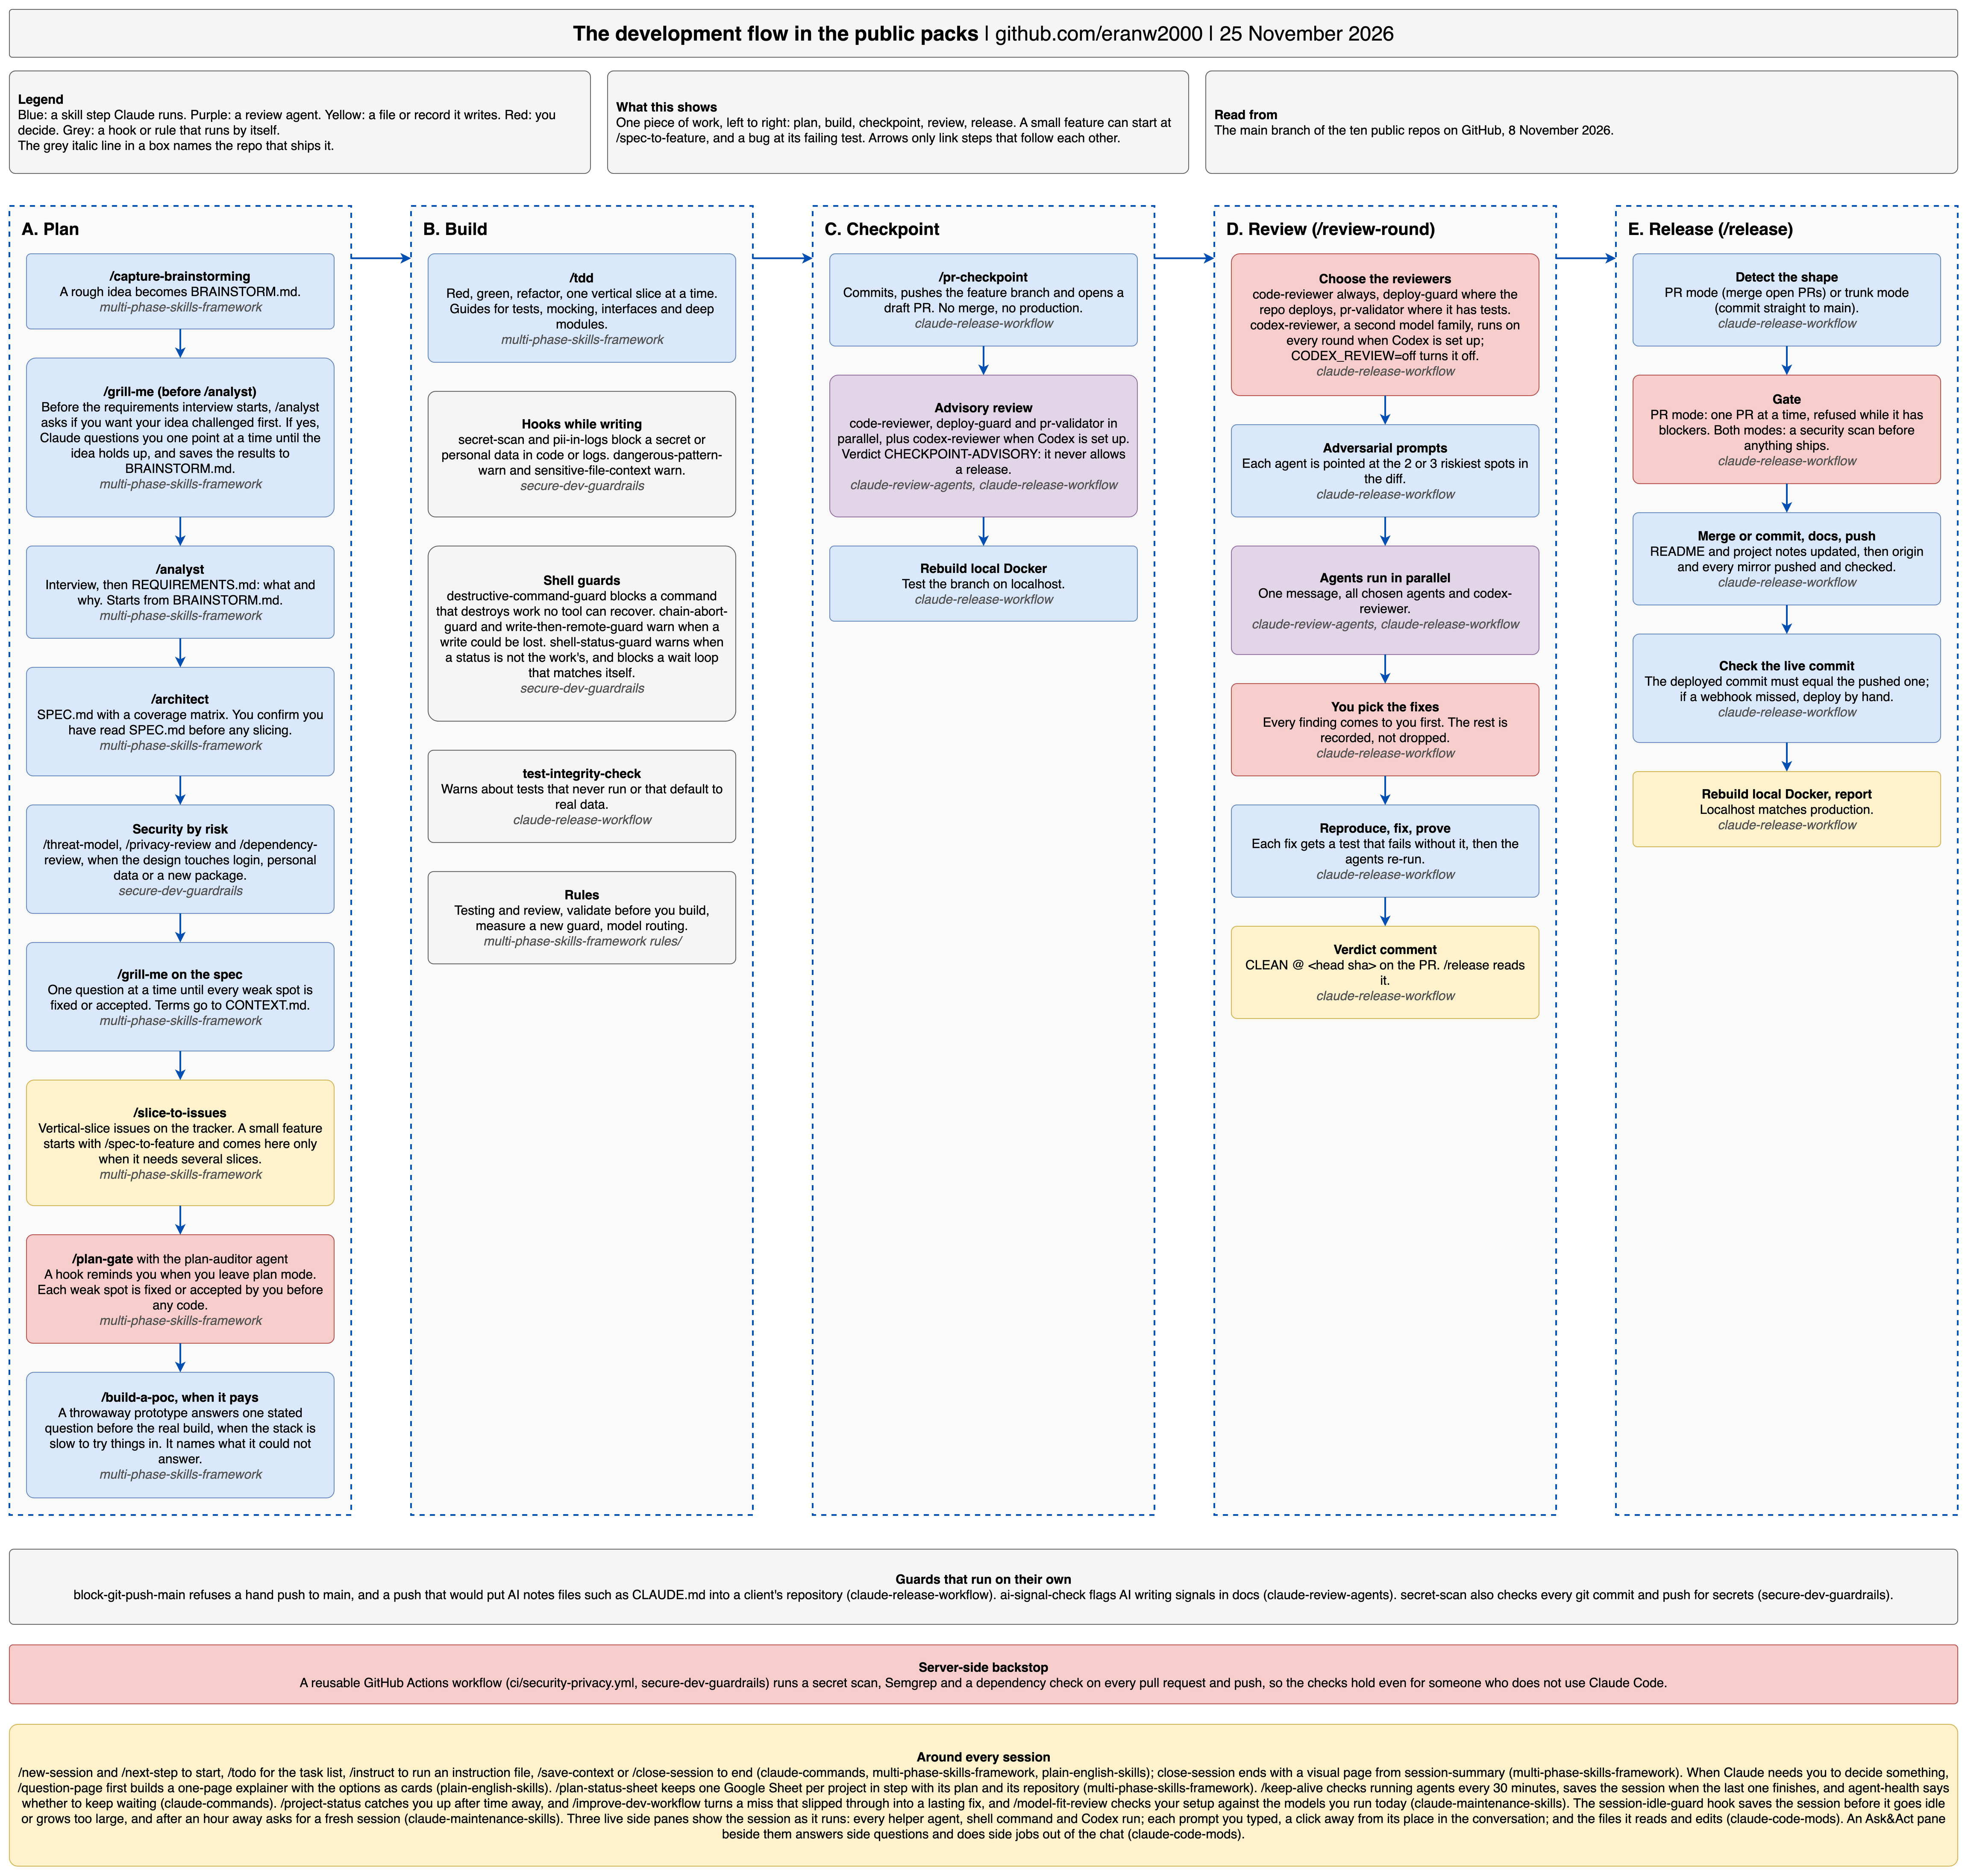 The development flow in the public packs | github.com/eranw2000 | 25 November 2026
Legend
Blue: a skill step Claude runs. Purple: a review agent. Yellow: a file or record it writes. Red: you
decide. Grey: a hook or rule that runs by itself.
The grey italic line in a box names the repo that ships it.
What this shows
One piece of work, left to right: plan, build, checkpoint, review, release. A small feature can start at
/spec-to-feature, and a bug at its failing test. Arrows only link steps that follow each other.
Read from
The main branch of the ten public repos on GitHub, 8 November 2026.
A. Plan
/capture-brainstorming
A rough idea becomes BRAINSTORM.md.
multi-phase-skills-framework
/grill-me (before /analyst)
Before the requirements interview starts, /analyst
asks if you want your idea challenged first. If yes,
Claude questions you one point at a time until the
idea holds up, and saves the results to
BRAINSTORM.md.
multi-phase-skills-framework
/analyst
Interview, then REQUIREMENTS.md: what and
why. Starts from BRAINSTORM.md.
multi-phase-skills-framework
/architect
SPEC.md with a coverage matrix. You confirm you
have read SPEC.md before any slicing.
multi-phase-skills-framework
Security by risk
/threat-model, /privacy-review and /dependency-
review, when the design touches login, personal
data or a new package.
secure-dev-guardrails
/grill-me on the spec
One question at a time until every weak spot is
fixed or accepted. Terms go to CONTEXT.md.
multi-phase-skills-framework
/slice-to-issues
Vertical-slice issues on the tracker. A small feature
starts with /spec-to-feature and comes here only
when it needs several slices.
multi-phase-skills-framework
/plan-gate with the plan-auditor agent
A hook reminds you when you leave plan mode.
Each weak spot is fixed or accepted by you before
any code.
multi-phase-skills-framework
/build-a-poc, when it pays
A throwaway prototype answers one stated
question before the real build, when the stack is
slow to try things in. It names what it could not
answer.
multi-phase-skills-framework
B. Build
/tdd
Red, green, refactor, one vertical slice at a time.
Guides for tests, mocking, interfaces and deep
modules.
multi-phase-skills-framework
Hooks while writing
secret-scan and pii-in-logs block a secret or
personal data in code or logs. dangerous-pattern-
warn and sensitive-file-context warn.
secure-dev-guardrails
Shell guards
destructive-command-guard blocks a command
that destroys work no tool can recover. chain-abort-
guard and write-then-remote-guard warn when a
write could be lost. shell-status-guard warns when
a status is not the work's, and blocks a wait loop
that matches itself.
secure-dev-guardrails
test-integrity-check
Warns about tests that never run or that default to
real data.
claude-release-workflow
Rules
Testing and review, validate before you build,
measure a new guard, model routing.
multi-phase-skills-framework rules/
C. Checkpoint
/pr-checkpoint
Commits, pushes the feature branch and opens a
draft PR. No merge, no production.
claude-release-workflow
Advisory review
code-reviewer, deploy-guard and pr-validator in
parallel, plus codex-reviewer when Codex is set up.
Verdict CHECKPOINT-ADVISORY: it never allows
a release.
claude-review-agents, claude-release-workflow
Rebuild local Docker
Test the branch on localhost.
claude-release-workflow
D. Review (/review-round)
Choose the reviewers
code-reviewer always, deploy-guard where the
repo deploys, pr-validator where it has tests.
codex-reviewer, a second model family, runs on
every round when Codex is set up;
CODEX_REVIEW=off turns it off.
claude-release-workflow
Adversarial prompts
Each agent is pointed at the 2 or 3 riskiest spots in
the diff.
claude-release-workflow
Agents run in parallel
One message, all chosen agents and codex-
reviewer.
claude-review-agents, claude-release-workflow
You pick the fixes
Every finding comes to you first. The rest is
recorded, not dropped.
claude-release-workflow
Reproduce, fix, prove
Each fix gets a test that fails without it, then the
agents re-run.
claude-release-workflow
Verdict comment
CLEAN @ <head sha> on the PR. /release reads
it.
claude-release-workflow
E. Release (/release)
Detect the shape
PR mode (merge open PRs) or trunk mode
(commit straight to main).
claude-release-workflow
Gate
PR mode: one PR at a time, refused while it has
blockers. Both modes: a security scan before
anything ships.
claude-release-workflow
Merge or commit, docs, push
README and project notes updated, then origin
and every mirror pushed and checked.
claude-release-workflow
Check the live commit
The deployed commit must equal the pushed one;
if a webhook missed, deploy by hand.
claude-release-workflow
Rebuild local Docker, report
Localhost matches production.
claude-release-workflow
Guards that run on their own
block-git-push-main refuses a hand push to main, and a push that would put AI notes files such as CLAUDE.md into a client's repository (claude-release-workflow). ai-signal-check flags AI writing signals in docs (claude-review-agents). secret-scan also checks every git commit and push for secrets (secure-dev-guardrails).
Server-side backstop
A reusable GitHub Actions workflow (ci/security-privacy.yml, secure-dev-guardrails) runs a secret scan, Semgrep and a dependency check on every pull request and push, so the checks hold even for someone who does not use Claude Code.
Around every session
/new-session and /next-step to start, /todo for the task list, /instruct to run an instruction file, /save-context or /close-session to end (claude-commands, multi-phase-skills-framework, plain-english-skills); close-session ends with a visual page from session-summary (multi-phase-skills-framework). When Claude needs you to decide something,
/question-page first builds a one-page explainer with the options as cards (plain-english-skills). /plan-status-sheet keeps one Google Sheet per project in step with its plan and its repository (multi-phase-skills-framework). /keep-alive checks running agents every 30 minutes, saves the session when the last one finishes, and agent-health says
whether to keep waiting (claude-commands). /project-status catches you up after time away, and /improve-dev-workflow turns a miss that slipped through into a lasting fix, and /model-fit-review checks your setup against the models you run today (claude-maintenance-skills). The session-idle-guard hook saves the session before it goes idle
or grows too large, and after an hour away asks for a fresh session (claude-maintenance-skills). Three live side panes show the session as it runs: every helper agent, shell command and Codex run; each prompt you typed, a click away from its place in the conversation; and the files it reads and edits (claude-code-mods). An Ask&Act pane
beside them answers side questions and does side jobs out of the chat (claude-code-mods).